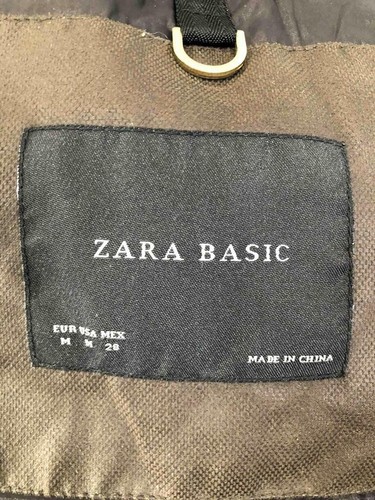 ZARA BASIC
EUR USA MEX
M M 28
MADE IN CHINA